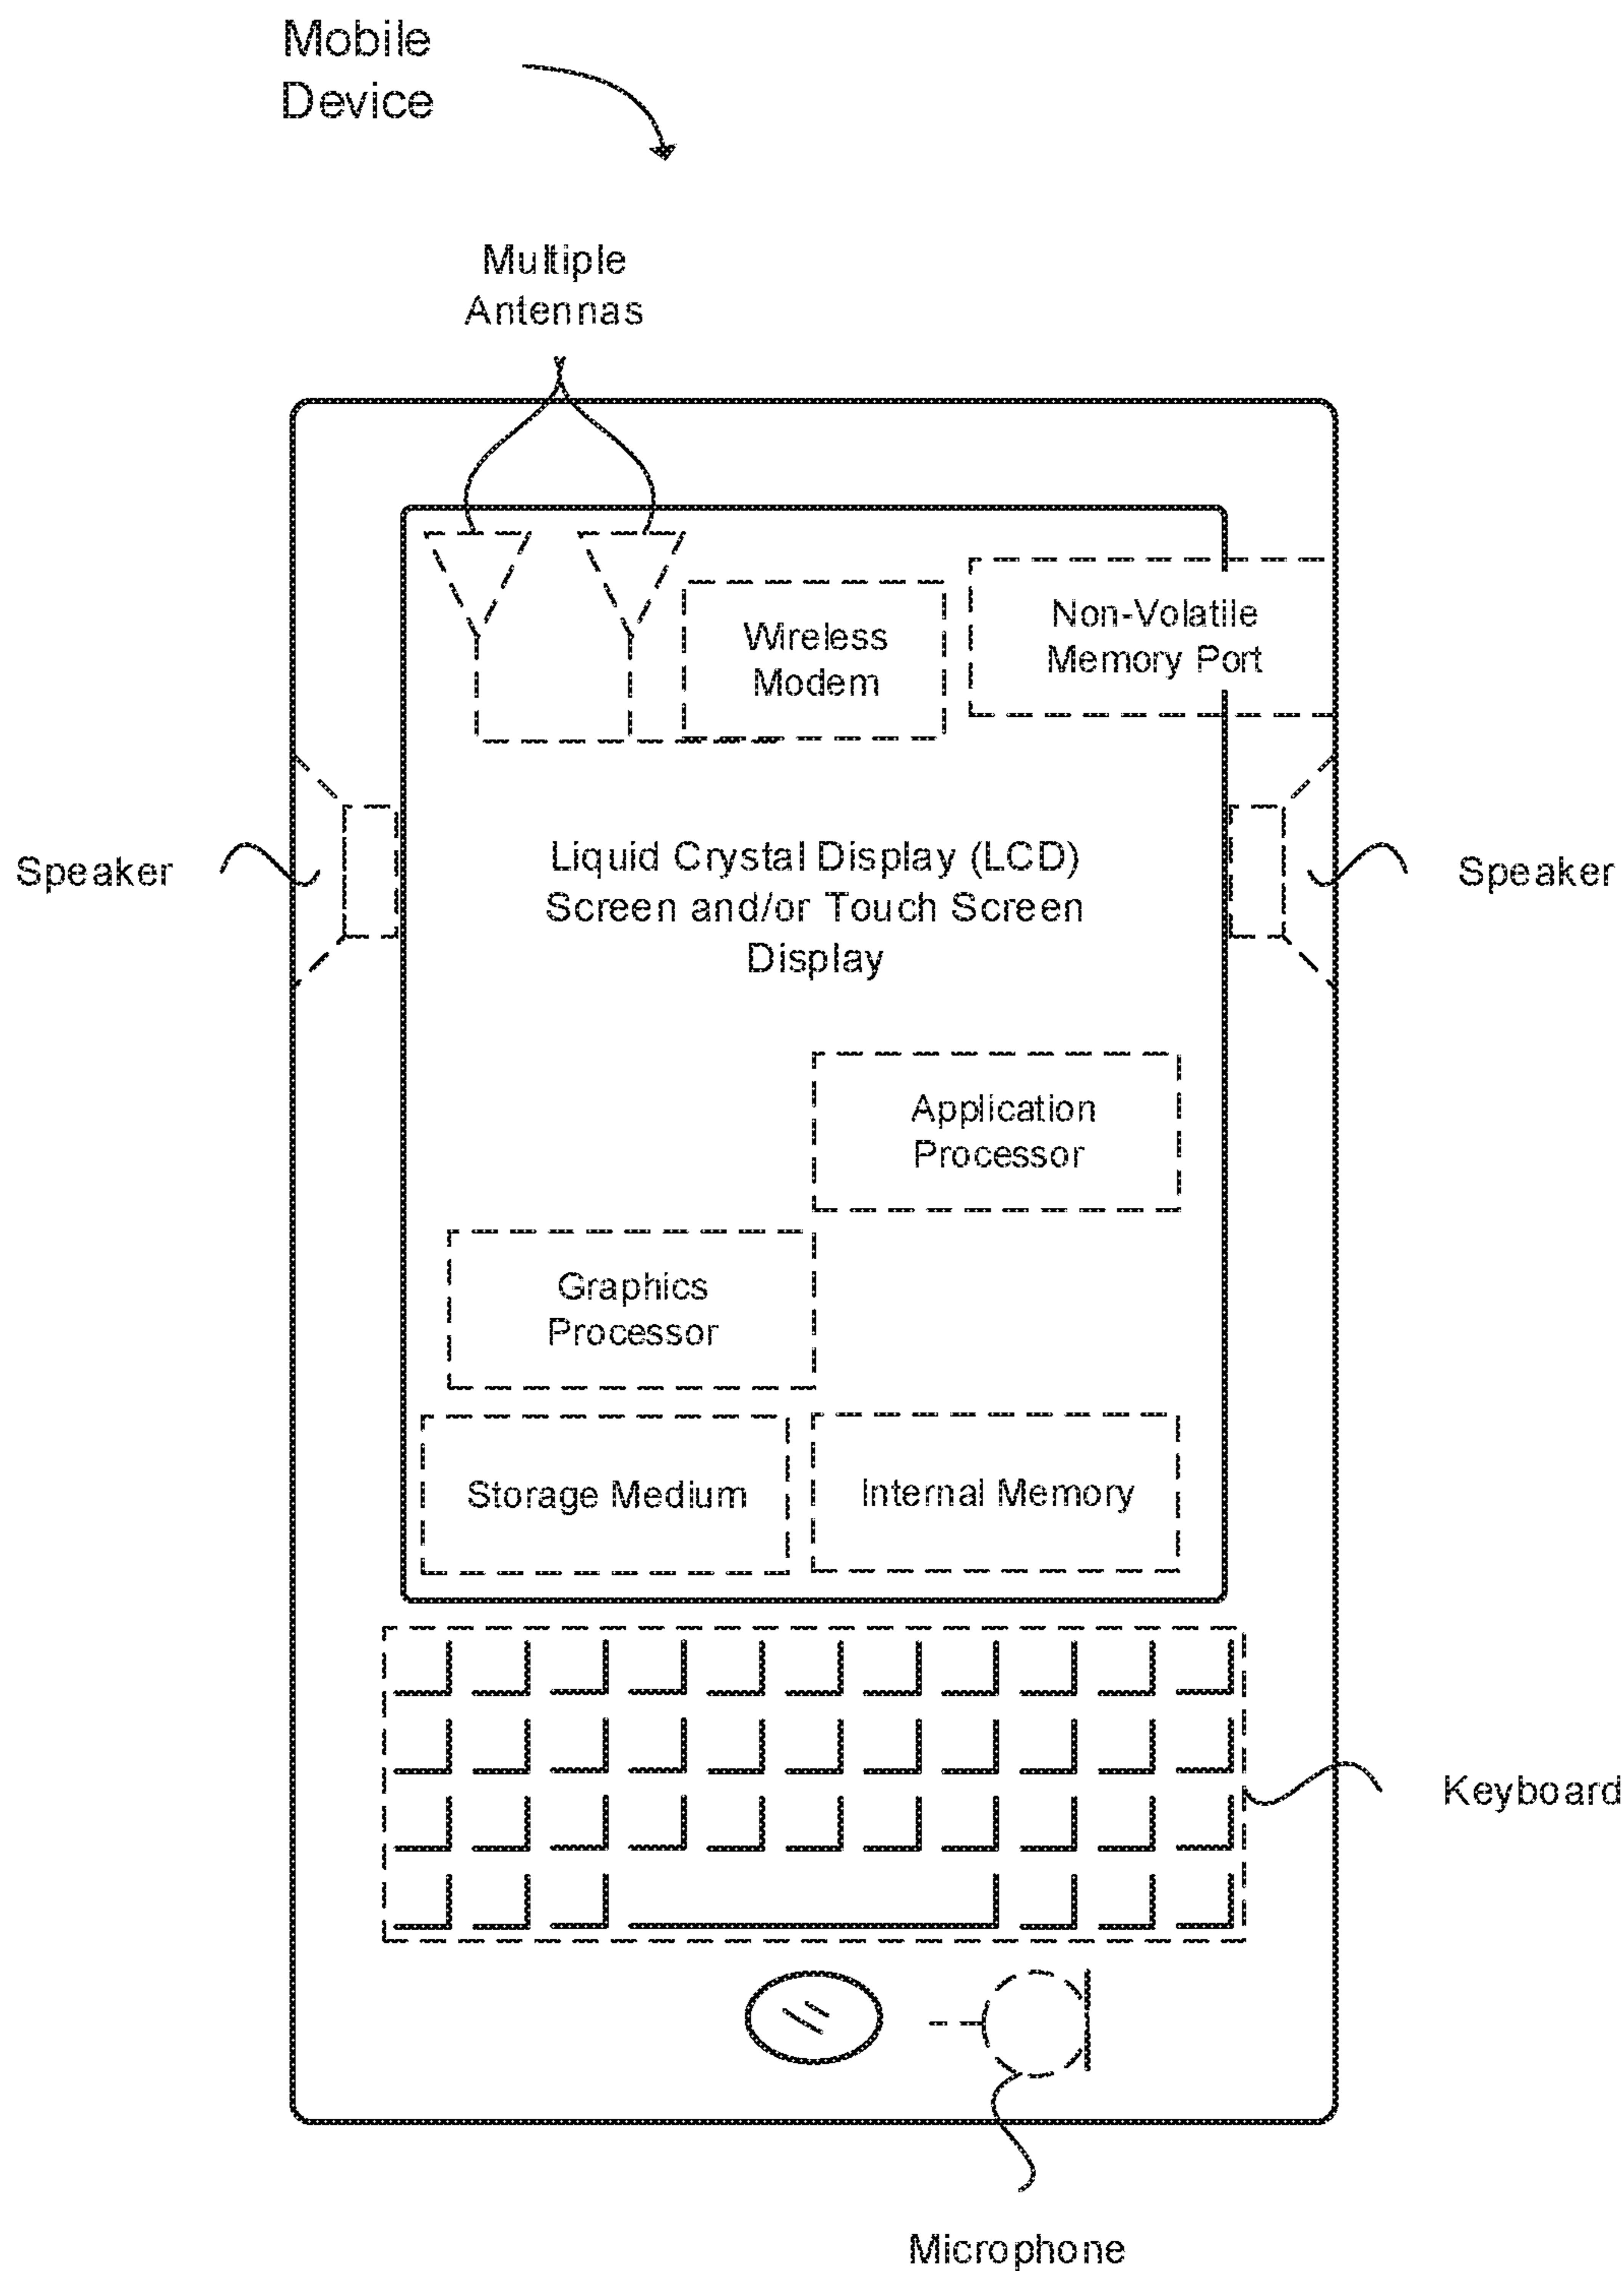 Mobile
Device
Multiple
Antennas
Wireless
Modem
Non-Volatile
Memory Port
Speaker
Liquid Crystal Display (LCD)
Screen and/or Touch Screen
Display
Speaker
Application
Processor
Graphics
Processor
Storage Medium
Internal Memory
Keyboard
Microphone